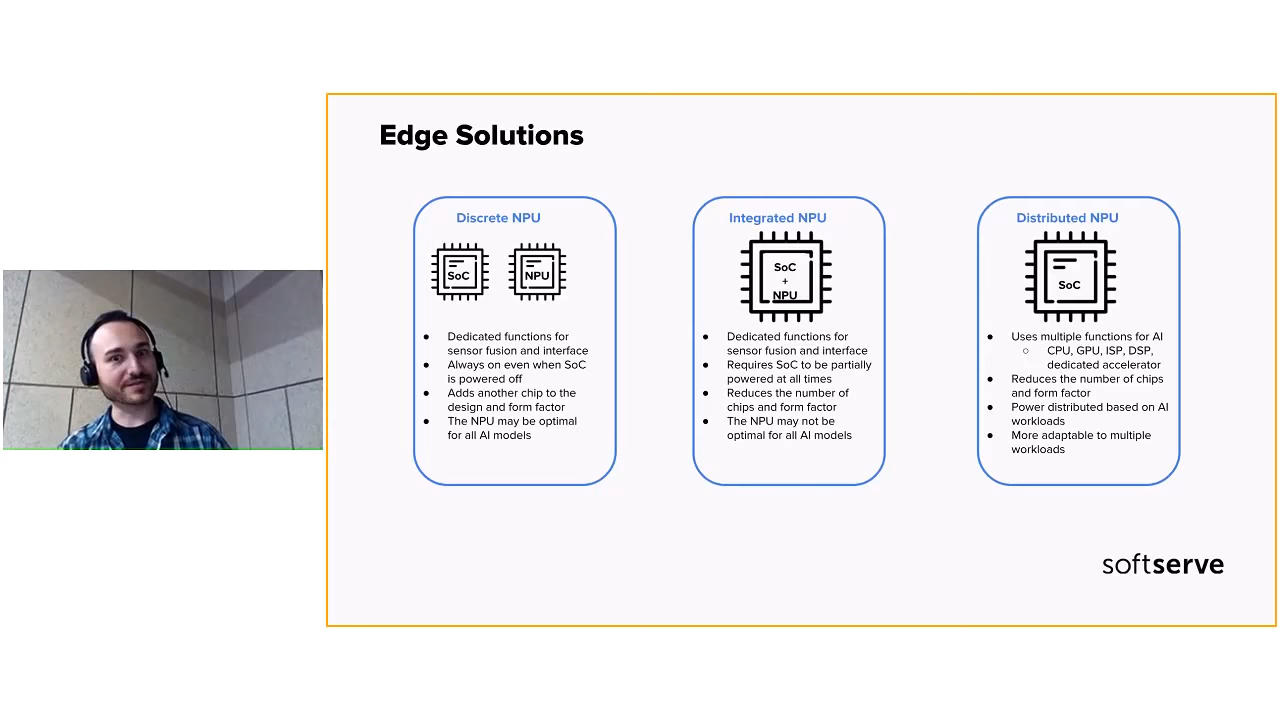 Edge Solutions
Discrete NPU
SoC
NPU
● Dedicated functions for
sensor fusion and interface
● Always on even when SoC
is powered off
● Adds another chip to the
design and form factor
● The NPU may be optimal
for all AI models
Integrated NPU
SoC
+
NPU
● Dedicated functions for
sensor fusion and interface
● Requires SoC to be partially
powered at all times
● Reduces the number of
chips and form factor
● The NPU may not be
optimal for all AI models
Distributed NPU
SoC
● Uses multiple functions for AI
○ CPU, GPU, ISP, DSP,
dedicated accelerator
● Reduces the number of chips
and form factor
● Power distributed based on AI
workloads
● More adaptable to multiple
workloads
softserve